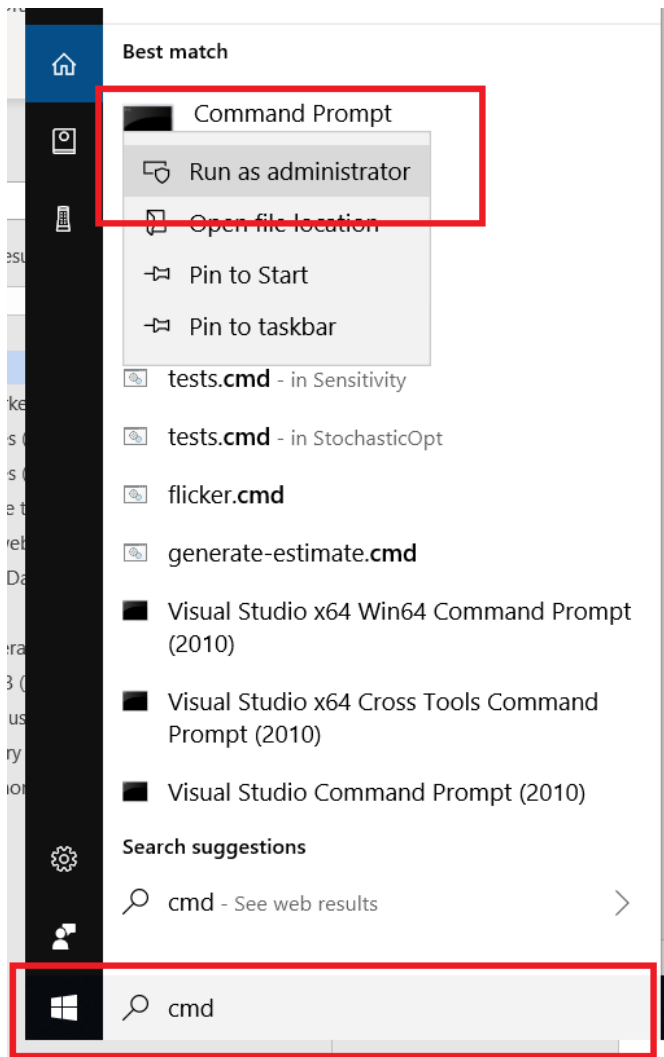 Best match
Command Prompt
Run as administrator
Open file location
Pin to Start
Pin to taskbar
tests.cmd - in Sensitivity
tests.cmd - in StochasticOpt
flicker.cmd
generate-estimate.cmd
Visual Studio x64 Win64 Command Prompt
(2010)
Visual Studio x64 Cross Tools Command
Prompt (2010)
Visual Studio Command Prompt (2010)
Search suggestions
cmd - See web results
cmd